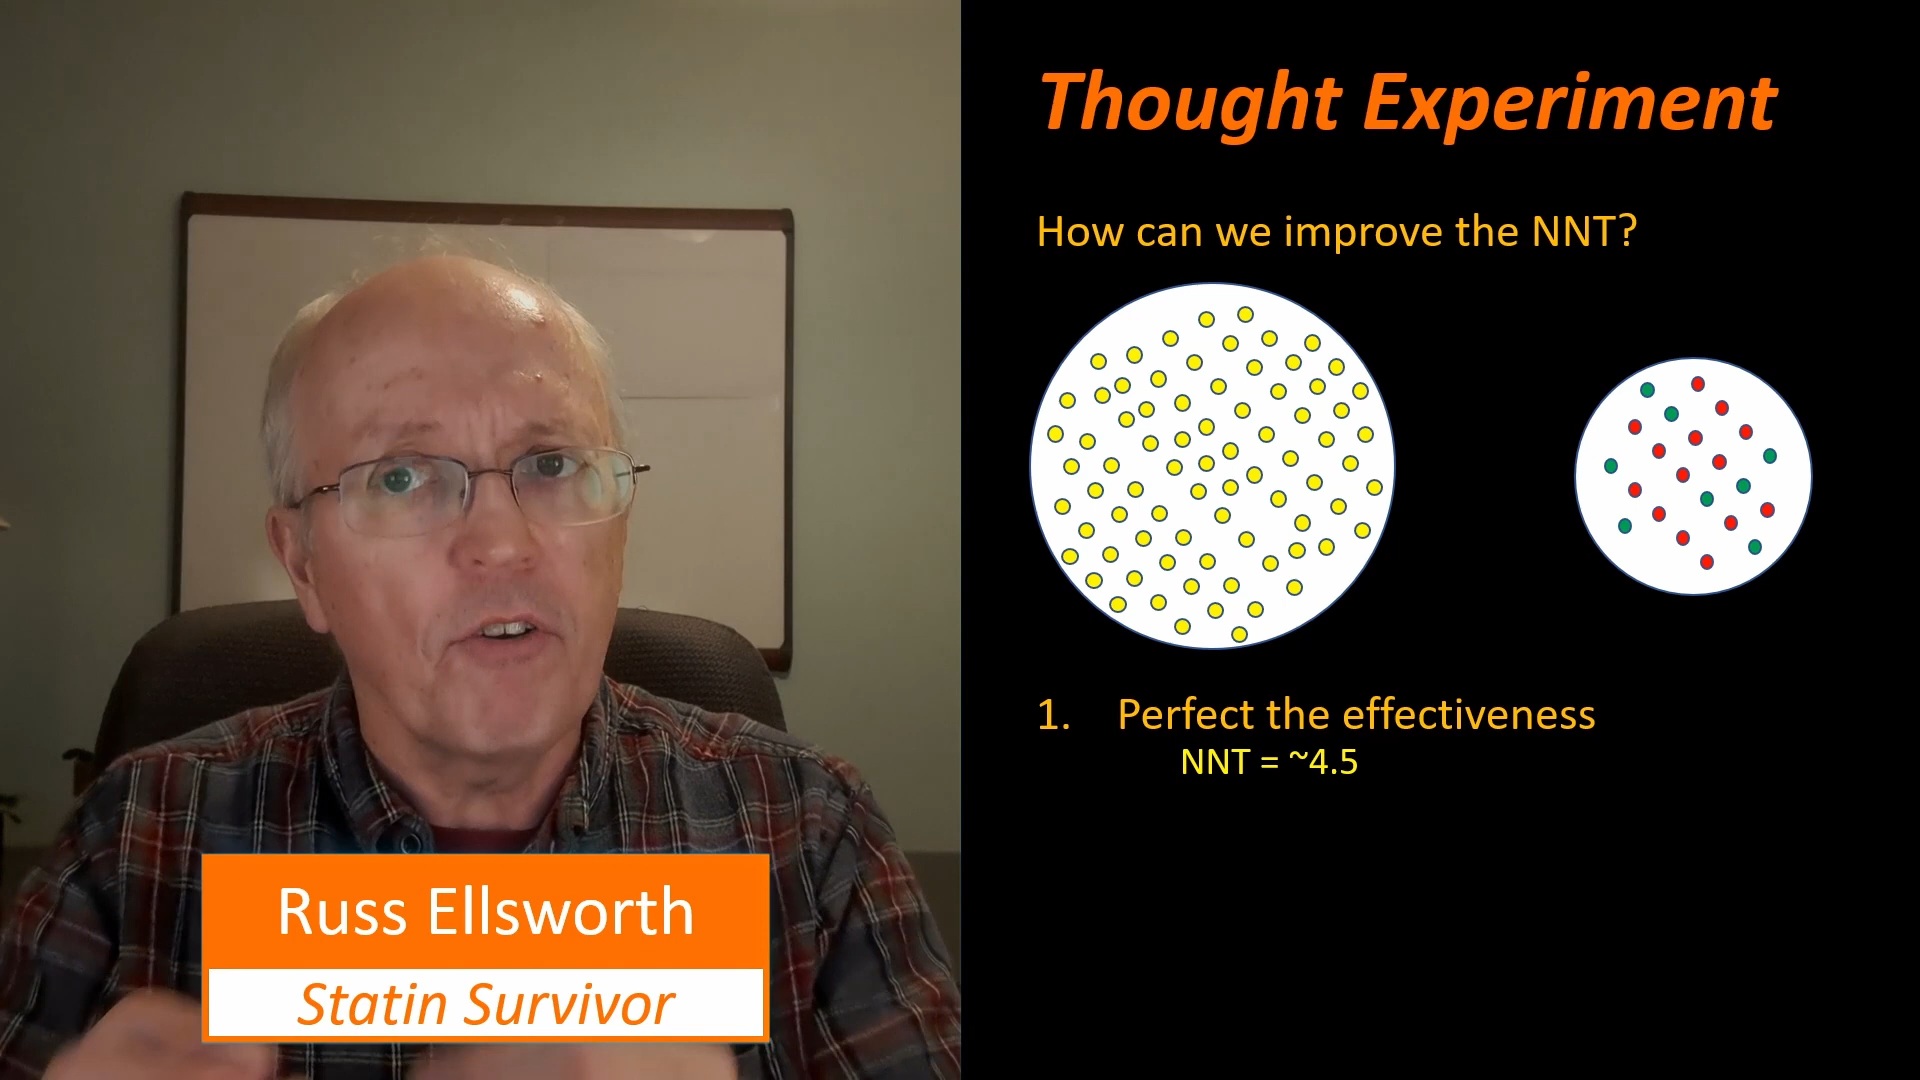 Thought Experiment
How can we improve the NNT?
1. Perfect the effectiveness
NNT = ~4.5
Russ Ellsworth
Statin Survivor